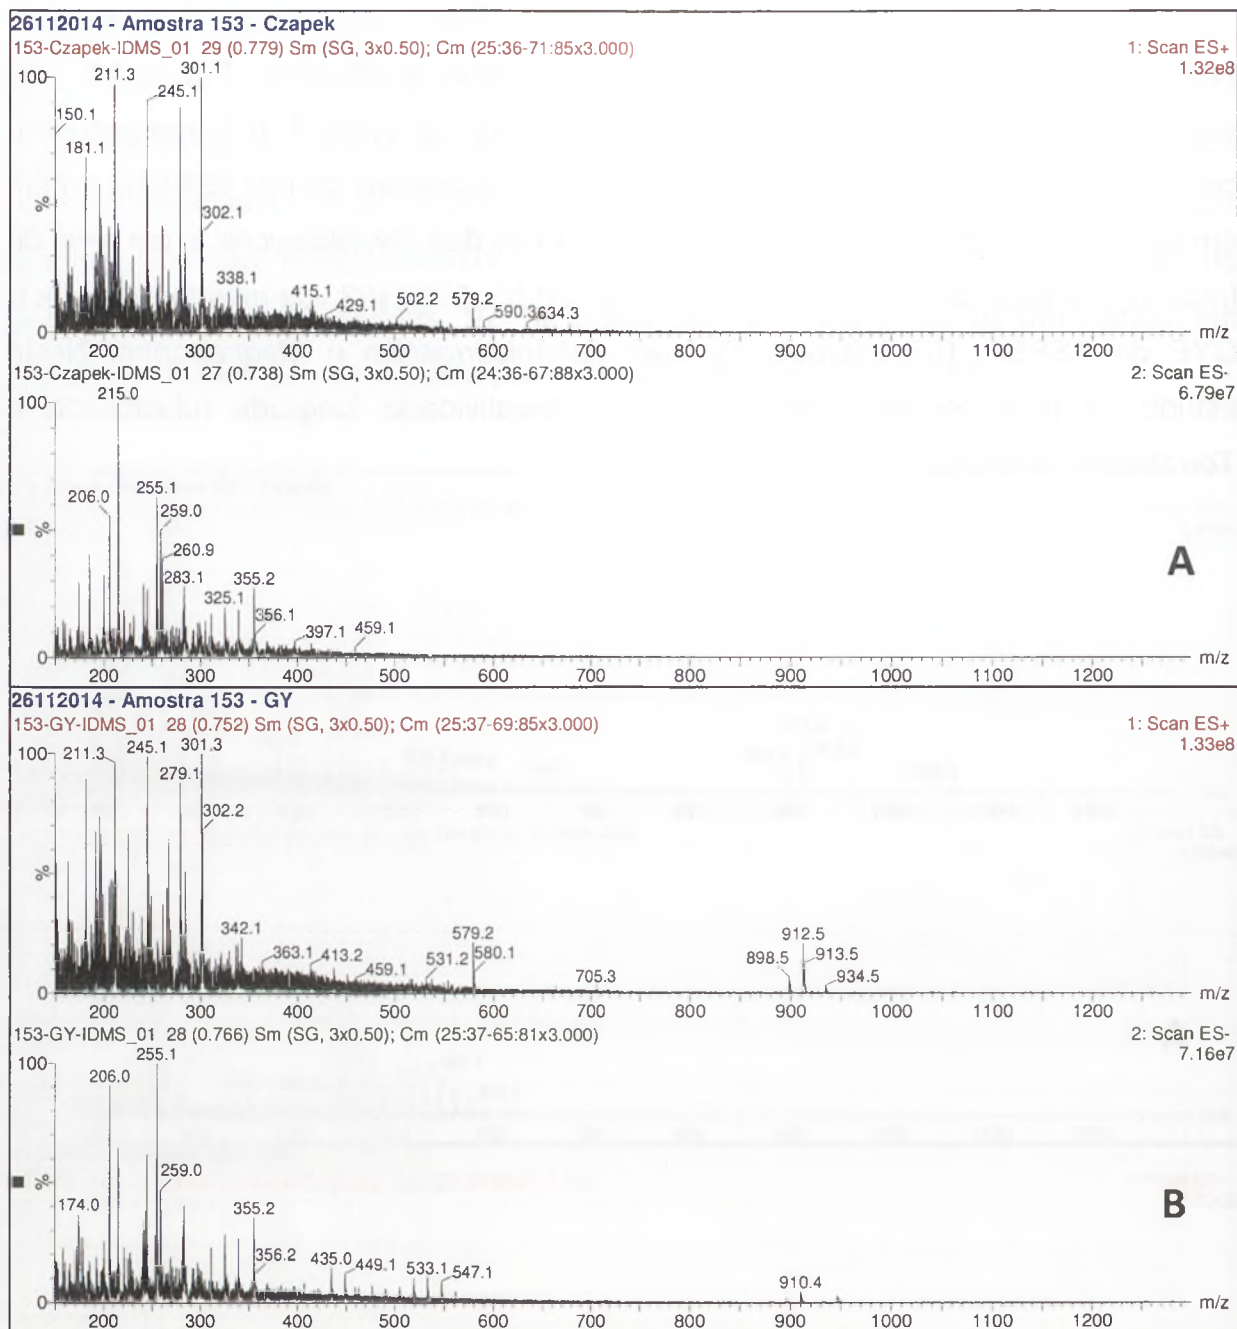 26112014 - Amostra 153 - Czapek
153-Czapek-IDMS_01 29 (0.779) Sm (SG, 3x0.50); Cm (25:36-71:85x3.000)
1: Scan ES+
1.32e8
100
%
0
150.1
181.1
211.3
245.1
301.1
302.1
338.1
415.1
429.1
502.2
579.2
590.3
634.3
200 300 400 500 600 700 800 900 1000 1100 1200
m/z
153-Czapek-IDMS_01 27 (0.738) Sm (SG, 3x0.50); Cm (24:36-67:88x3.000)
2: Scan ES-
6.79e7
100
%
0
215.0
206.0
255.1
259.0
260.9
283.1
325.1
355.2
356.1
397.1
459.1
A
200 300 400 500 600 700 800 900 1000 1100 1200
m/z
26112014 - Amostra 153 - GY
153-GY-IDMS_01 28 (0.752) Sm (SG, 3x0.50); Cm (25:37-69:85x3.000)
1: Scan ES+
1.33e8
100
%
0
211.3
245.1
279.1
301.3
302.2
342.1
363.1
413.2
459.1
531.2
579.2
580.1
705.3
898.5
912.5
913.5
934.5
200 300 400 500 600 700 800 900 1000 1100 1200
m/z
153-GY-IDMS_01 28 (0.766) Sm (SG, 3x0.50); Cm (25:37-65:81x3.000)
2: Scan ES-
7.16e7
100
%
0
174.0
206.0
255.1
259.0
355.2
356.2
435.0
449.1
533.1
547.1
910.4
B
200 300 400 500 600 700 800 900 1000 1100 1200
m/z